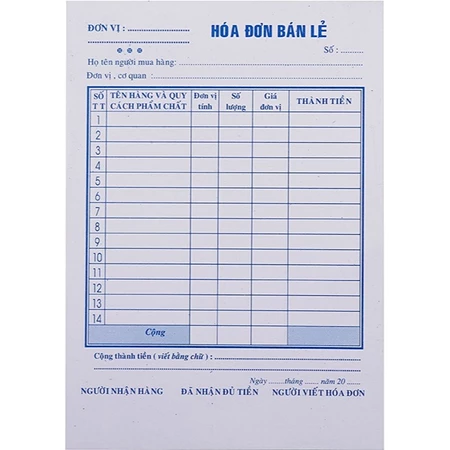 ĐƠN VỊ : .................... HÓA ĐƠN BÁN LẺ
Số : ..........
Họ tên người mua hàng: ....................
Đơn vị , cơ quan : ....................
SỐ TT TÊN HÀNG VÀ QUY CÁCH PHẨM CHẤT Đơn vị tính Số lượng Giá đơn vị THÀNH TIỀN
1
2
3
4
5
6
7
8
9
10
11
12
13
14
Cộng
Cộng thành tiền ( viết bằng chữ ) : ....................
Ngày .......tháng ....... năm 20 ......
NGƯỜI NHẬN HÀNG ĐÃ NHẬN ĐỦ TIỀN NGƯỜI VIẾT HÓA ĐƠN